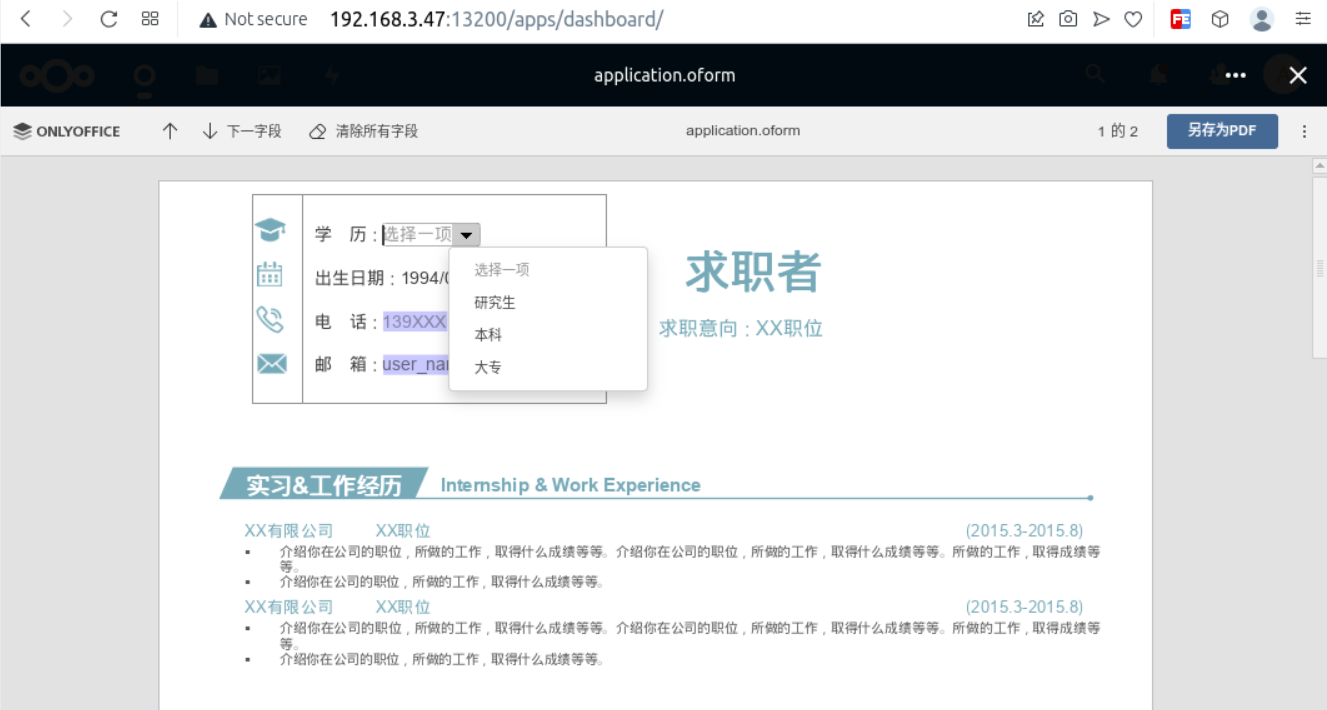 Not secure 192.168.3.47:13200/apps/dashboard/
application.oform
ONLYOFFICE 下一字段 清除所有字段 application.oform 1 的 2 另存为PDF
学 历：选择一项
选择一项
研究生
本科
大专
出生日期：1994/0
电 话：139XXX
邮 箱：user_nar
求职者
求职意向：XX职位
实习&工作经历 Internship & Work Experience
XX有限公司 XX职位 (2015.3-2015.8)
▪ 介绍你在公司的职位，所做的工作，取得什么成绩等等。介绍你在公司的职位，所做的工作，取得什么成绩等等。所做的工作，取得成绩等
等。
▪ 介绍你在公司的职位，所做的工作，取得什么成绩等等。
XX有限公司 XX职位 (2015.3-2015.8)
▪ 介绍你在公司的职位，所做的工作，取得什么成绩等等。介绍你在公司的职位，所做的工作，取得什么成绩等等。所做的工作，取得成绩等
等。
▪ 介绍你在公司的职位，所做的工作，取得什么成绩等等。